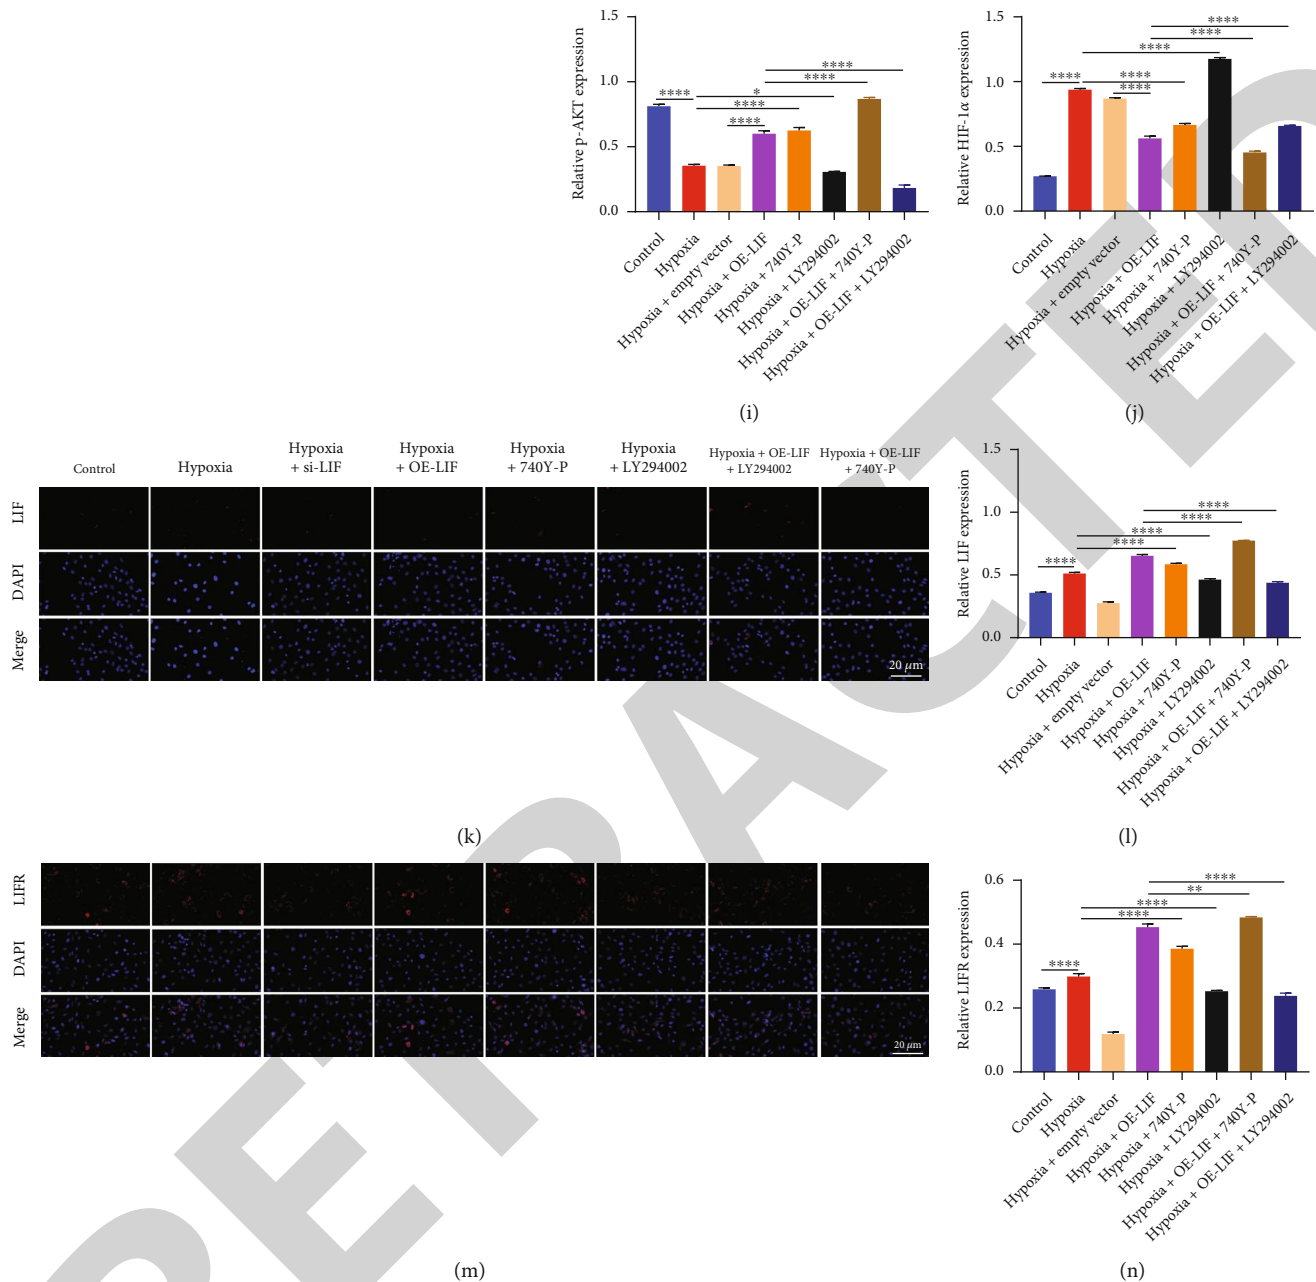 1.5
1.0
0.5
0.0
Relative p-AKT expression
****
****
****
*
****
****
Control
Hypoxia
Hypoxia + empty vector
Hypoxia + OE-LIF
Hypoxia + 740Y-P
Hypoxia + LY294002
Hypoxia + OE-LIF + 740Y-P
Hypoxia + OE-LIF + LY294002
(i)
1.5
1.0
0.5
0.0
Relative HIF-1α expression
****
****
****
****
****
****
Control
Hypoxia
Hypoxia + empty vector
Hypoxia + OE-LIF
Hypoxia + 740Y-P
Hypoxia + LY294002
Hypoxia + OE-LIF + 740Y-P
Hypoxia + OE-LIF + LY294002
(j)
Control
Hypoxia
Hypoxia
+ si-LIF
Hypoxia
+ OE-LIF
Hypoxia
+ 740Y-P
Hypoxia
+ LY294002
Hypoxia + OE-LIF
+ LY294002
Hypoxia + OE-LIF
+ 740Y-P
LIF
DAPI
Merge
20 μm
(k)
1.5
1.0
0.5
0.0
Relative LIF expression
****
****
****
****
****
Control
Hypoxia
Hypoxia + empty vector
Hypoxia + OE-LIF
Hypoxia + 740Y-P
Hypoxia + LY294002
Hypoxia + OE-LIF + 740Y-P
Hypoxia + OE-LIF + LY294002
(l)
LIFR
DAPI
Merge
20 μm
(m)
0.6
0.4
0.2
0.0
Relative LIFR expression
****
**
****
****
****
Control
Hypoxia
Hypoxia + empty vector
Hypoxia + OE-LIF
Hypoxia + 740Y-P
Hypoxia + LY294002
Hypoxia + OE-LIF + 740Y-P
Hypoxia + OE-LIF + LY294002
(n)
RETRACTED